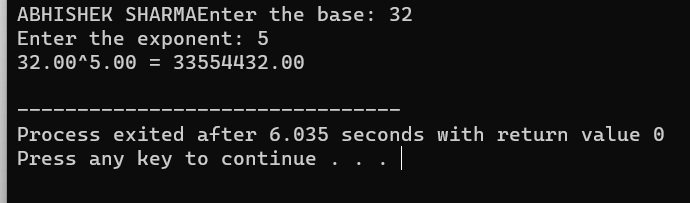 ABHISHEK SHARMAEnter the base: 32
Enter the exponent: 5
32.00^5.00 = 33554432.00
--------------------------------
Process exited after 6.035 seconds with return value 0
Press any key to continue . . .